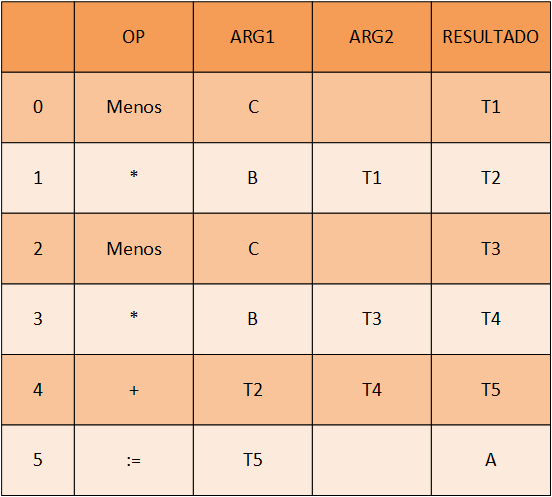 OP ARG1 ARG2 RESULTADO
0 Menos C T1
1 * B T1 T2
2 Menos C T3
3 * B T3 T4
4 + T2 T4 T5
5 := T5 A